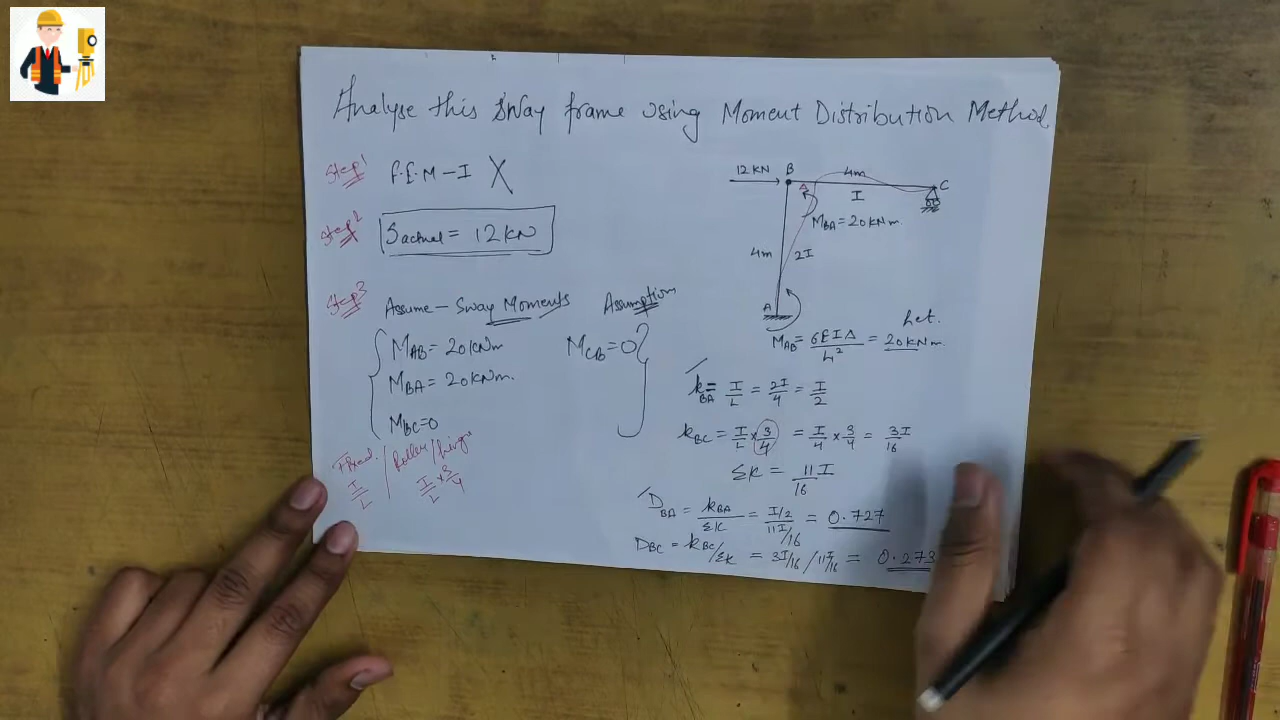 Analyse this Sway frame using Moment Distribution Method
Step 1
F.E.M - I X
Step 2
Sactual = 12 KN
Step 3
Assume - Sway Moments
MAB = 20 KNm
MBA = 20 KNm.
MBC = 0
Assumption
MCB = 0
Fixed / Roller/hinge
I/L
I/L × 3/4
12 KN
B
4m
C
I
Δ
MBA = 20 KNm.
4m
2I
A
MAB = 6EIΔ/L² = 20 KNm.
Let.
kBA = I/L = 2I/4 = I/2
kBC = I/L × 3/4 = I/4 × 3/4 = 3I/16
ΣK = 11I/16
DBA = kBA/ΣK = I/2 / 11I/16 = 0.727
DBC = kBC/ΣK = 3I/16 / 11I/16 = 0.273